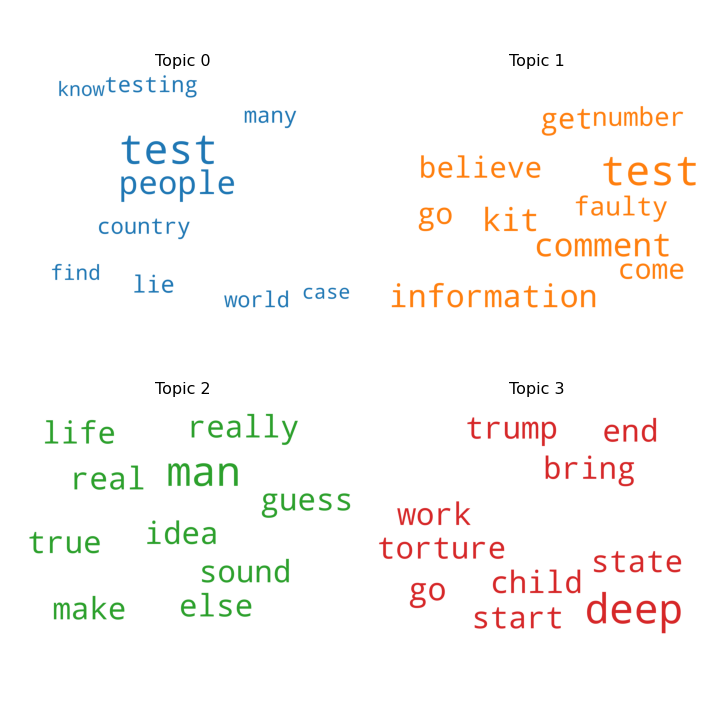 Topic 0
know testing
many
test
people
country
find lie
world case
Topic 1
get number
believe test
go kit faulty
comment
come
information
Topic 2
life really
real man
guess
true idea
sound
make else
Topic 3
trump end
bring
work
torture
state
go child
start deep